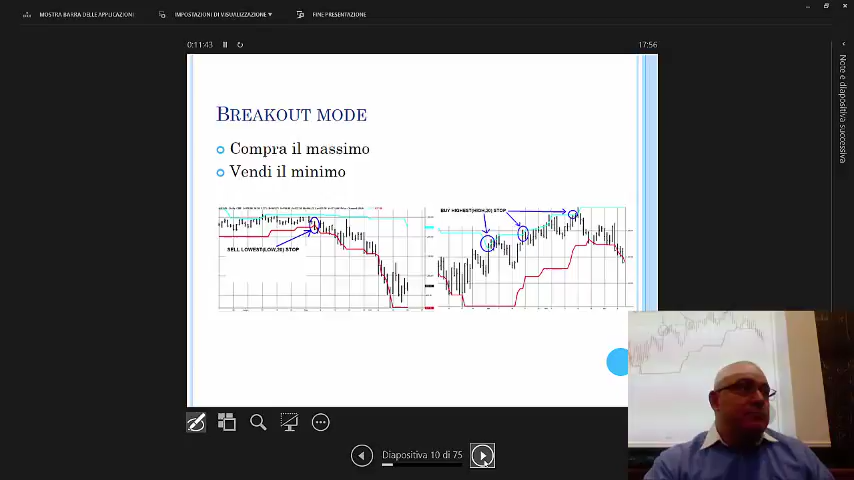 MOSTRA BARRA DELLE APPLICAZIONI
IMPOSTAZIONI DI VISUALIZZAZIONE ▼
FINE PRESENTAZIONE
0:11:43
17:56
BREAKOUT MODE
Compra il massimo
Vendi il minimo
SELL LOWEST(LOW,20) STOP
BUY HIGHEST(HIGH,20) STOP
Diapositiva 10 di 75
Note e diapositiva successiva